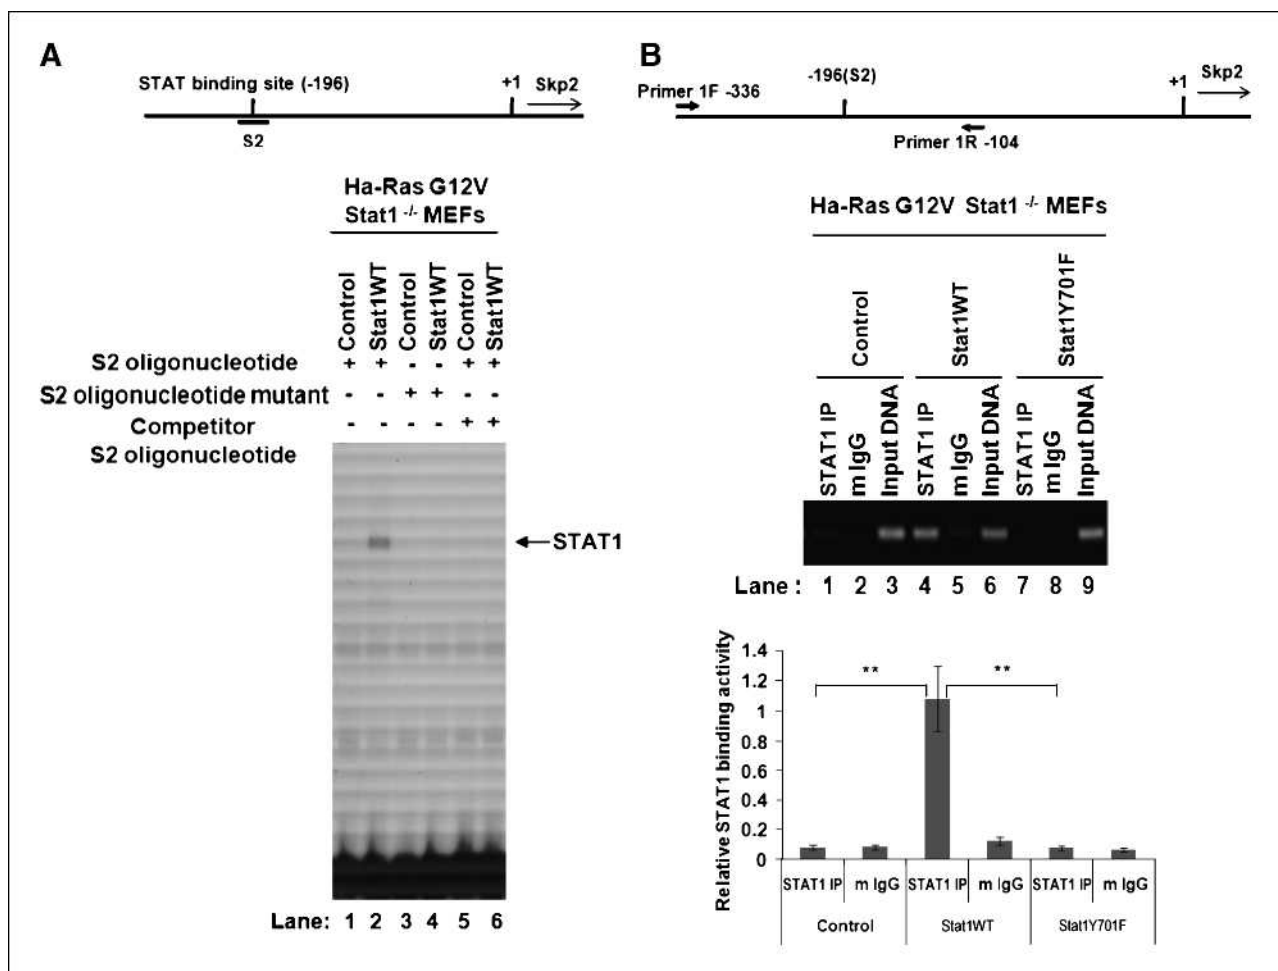 A
STAT binding site (-196)
+1
Skp2
S2
Ha-Ras G12V
Stat1 -/- MEFs
Control
Stat1WT
Control
Stat1WT
Control
Stat1WT
S2 oligonucleotide + + - - + +
S2 oligonucleotide mutant - - + + - -
Competitor - - - - + +
S2 oligonucleotide
STAT1
Lane: 1 2 3 4 5 6
B
Primer 1F -336
-196(S2)
+1
Skp2
Primer 1R -104
Ha-Ras G12V Stat1 -/- MEFs
Control
Stat1WT
Stat1Y701F
STAT1 IP
m IgG
Input DNA
STAT1 IP
m IgG
Input DNA
STAT1 IP
m IgG
Input DNA
Lane : 1 2 3 4 5 6 7 8 9
Relative STAT1 binding activity
1.4
1.2
1
0.8
0.6
0.4
0.2
0
** **
STAT1 IP m IgG STAT1 IP m IgG STAT1 IP m IgG
Control Stat1WT Stat1Y701F